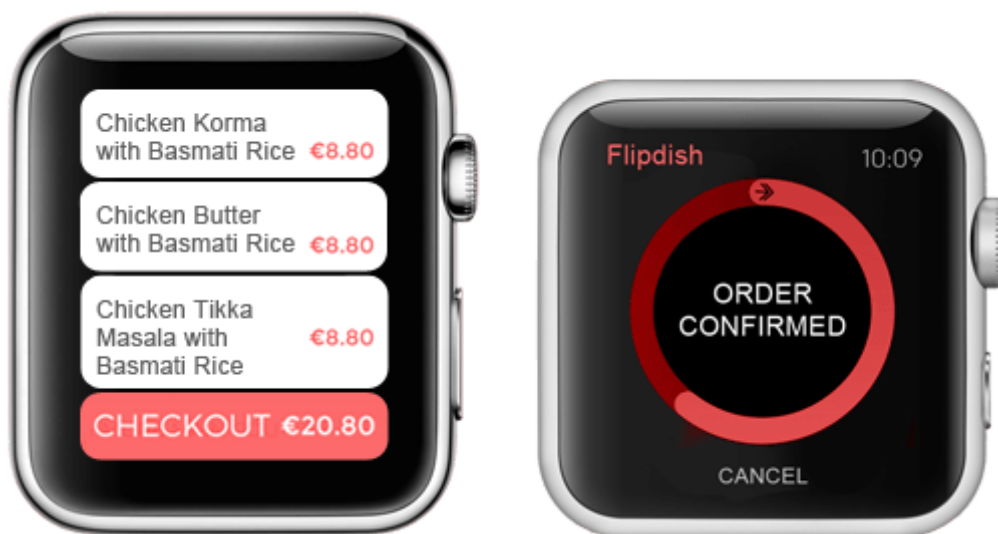 Chicken Korma
with Basmati Rice €8.80
Chicken Butter
with Basmati Rice €8.80
Chicken Tikka
Masala with €8.80
Basmati Rice
CHECKOUT €20.80
Flipdish 10:09
ORDER
CONFIRMED
CANCEL